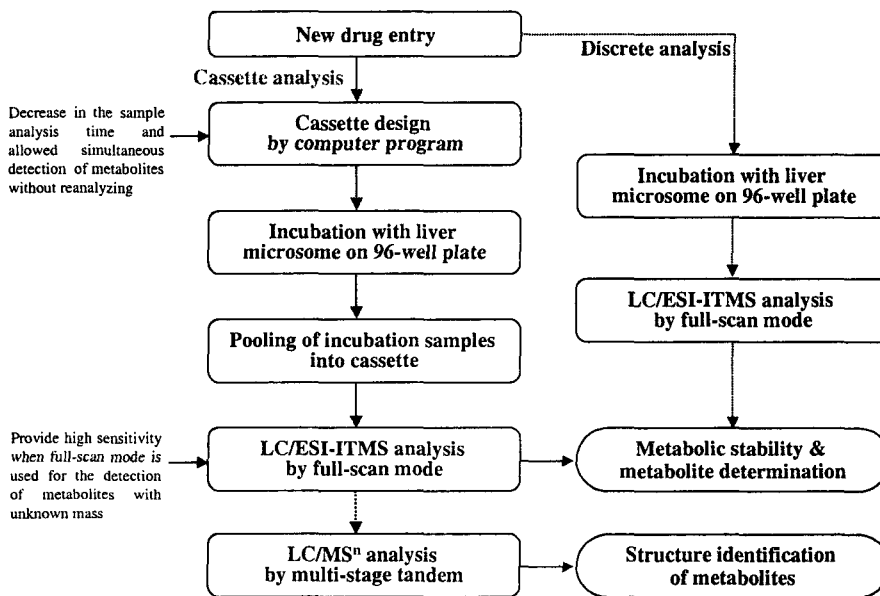 New drug entry
Discrete analysis
Cassette analysis
Decrease in the sample
analysis time and
allowed simultaneous
detection of metabolites
without reanalyzing
Cassette design
by computer program
Incubation with liver
microsome on 96-well plate
Incubation with liver
microsome on 96-well plate
LC/ESI-ITMS analysis
by full-scan mode
Pooling of incubation samples
into cassette
Provide high sensitivity
when full-scan mode is
used for the detection
of metabolites with
unknown mass
LC/ESI-ITMS analysis
by full-scan mode
Metabolic stability &
metabolite determination
LC/MSⁿ analysis
by multi-stage tandem
Structure identification
of metabolites